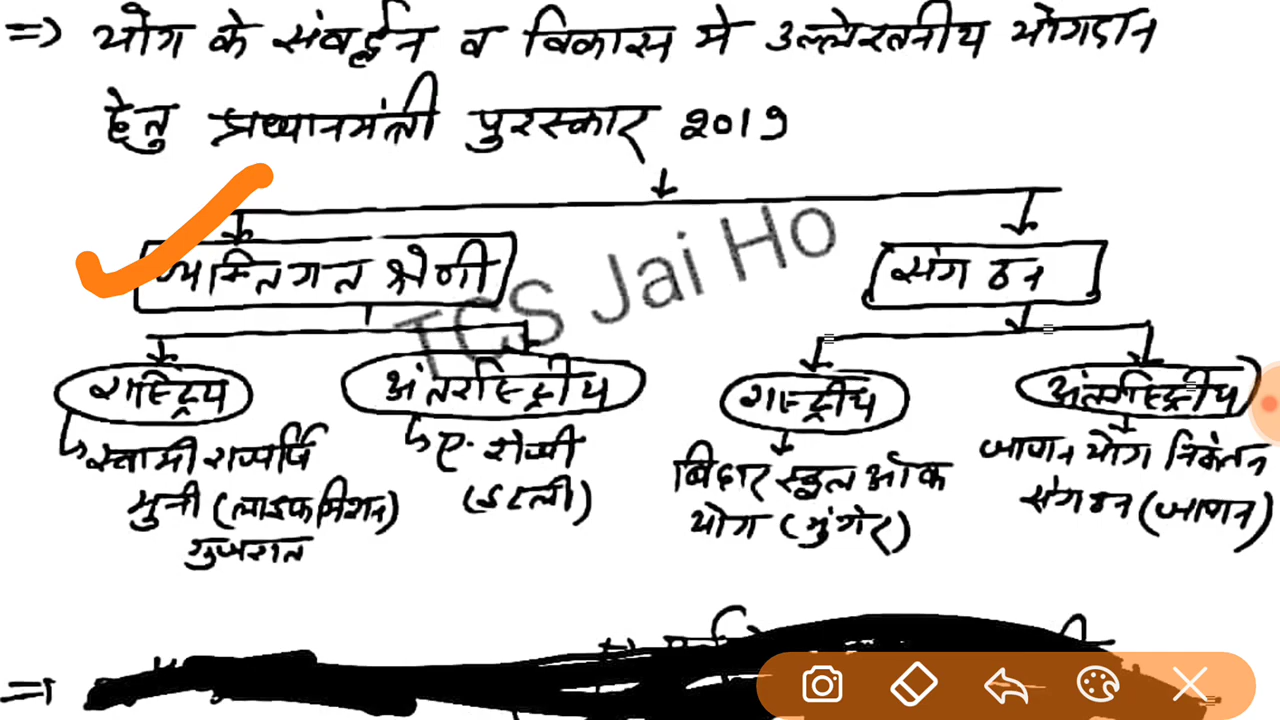 => योग के संवर्द्धन व विकास मे उल्लेखनीय योगदान
हेतु प्रधानमंत्री पुरस्कार 2019
व्यक्तिगत श्रेणी
संगठन
TCS Jai Ho
राष्ट्रिय
अंतर्राष्ट्रीय
राष्ट्रीय
अंतर्राष्ट्रीय
स्वामी राजर्षि
मुनी (लाइफ मिशन)
गुजरात
ए. रोजी
(इटली)
बिहार स्कूल ऑफ
योग (मुंगेर)
जापान योग निकेतन
संगठन (जापान)
=>